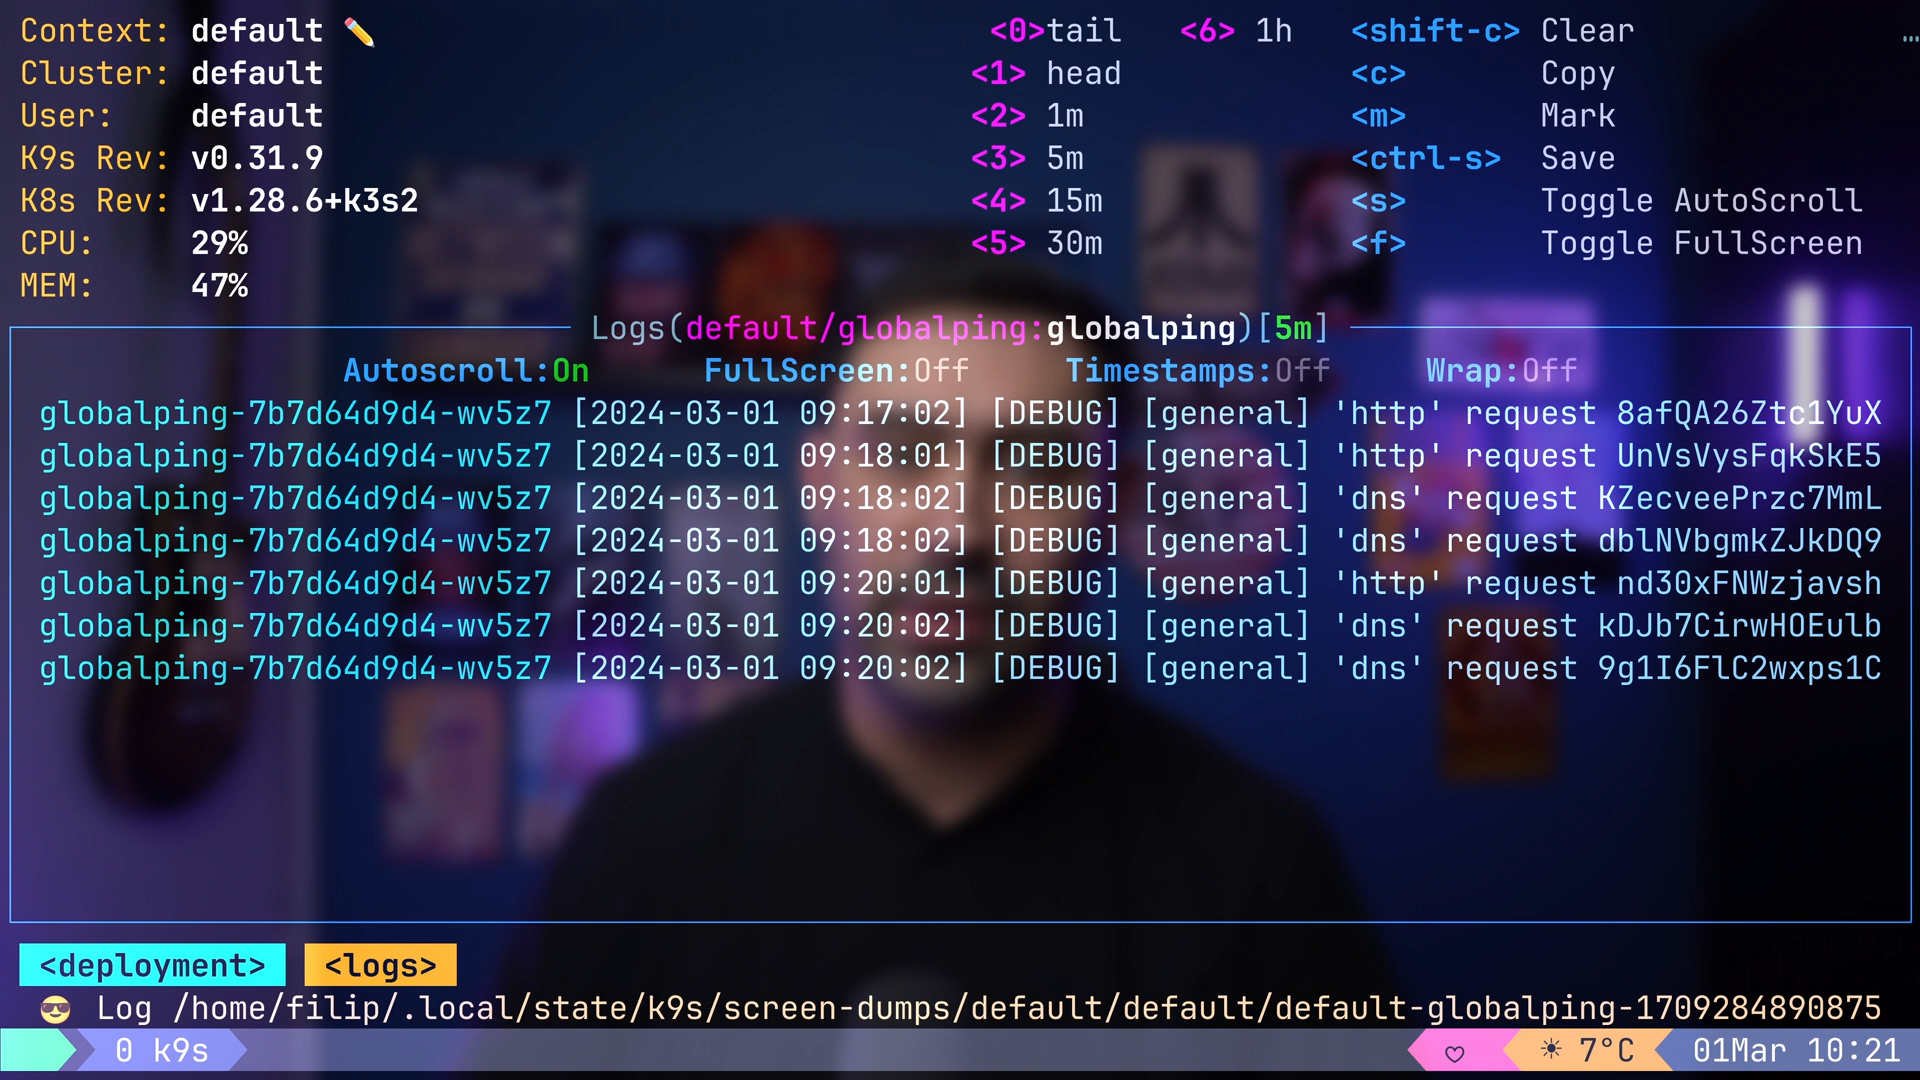 Context: default ✏️ <0>tail <6> 1h <shift-c> Clear …
Cluster: default <1> head <c> Copy
User: default <2> 1m <m> Mark
K9s Rev: v0.31.9 <3> 5m <ctrl-s> Save
K8s Rev: v1.28.6+k3s2 <4> 15m <s> Toggle AutoScroll
CPU: 29% <5> 30m <f> Toggle FullScreen
MEM: 47%
Logs(default/globalping:globalping)[5m]
Autoscroll:On FullScreen:Off Timestamps:Off Wrap:Off
globalping-7b7d64d9d4-wv5z7 [2024-03-01 09:17:02] [DEBUG] [general] 'http' request 8afQA26Ztc1YuX
globalping-7b7d64d9d4-wv5z7 [2024-03-01 09:18:01] [DEBUG] [general] 'http' request UnVsVysFqkSkE5
globalping-7b7d64d9d4-wv5z7 [2024-03-01 09:18:02] [DEBUG] [general] 'dns' request KZecveePrzc7MmL
globalping-7b7d64d9d4-wv5z7 [2024-03-01 09:18:02] [DEBUG] [general] 'dns' request dblNVbgmkZJkDQ9
globalping-7b7d64d9d4-wv5z7 [2024-03-01 09:20:01] [DEBUG] [general] 'http' request nd30xFNWzjavsh
globalping-7b7d64d9d4-wv5z7 [2024-03-01 09:20:02] [DEBUG] [general] 'dns' request kDJb7CirwHOEulb
globalping-7b7d64d9d4-wv5z7 [2024-03-01 09:20:02] [DEBUG] [general] 'dns' request 9g1I6FlC2wxps1C
<deployment> <logs>
😎 Log /home/filip/.local/state/k9s/screen-dumps/default/default/default-globalping-1709284890875
0 k9s ♡ ☀ 7°C 01Mar 10:21